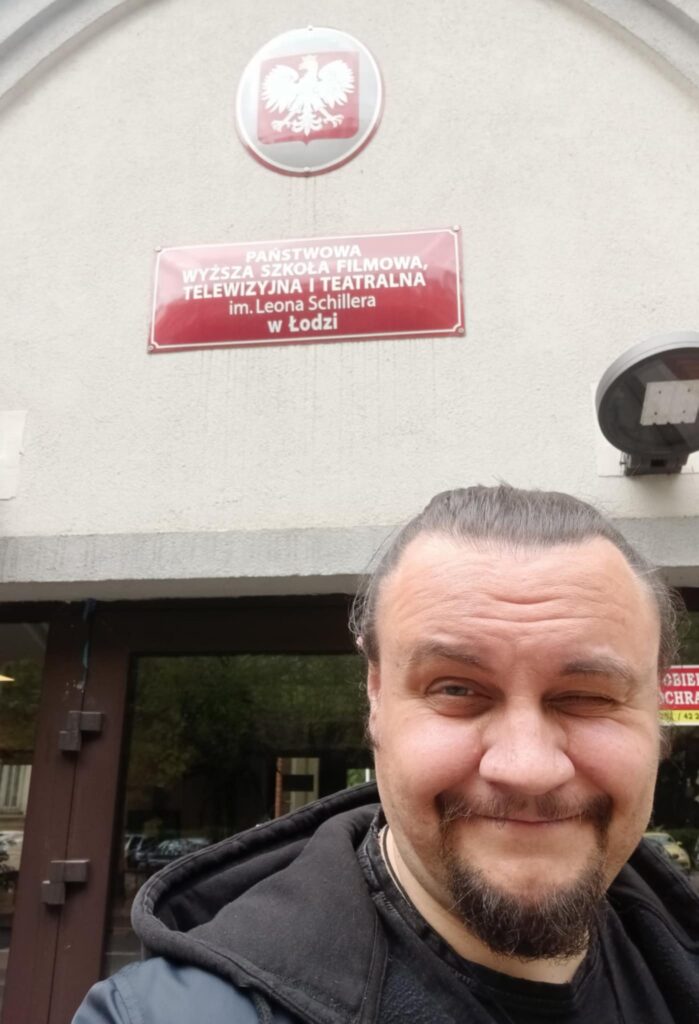 PAŃSTWOWA
WYŻSZA SZKOŁA FILMOWA,
TELEWIZYJNA I TEATRALNA
im. Leona Schillera
w Łodzi